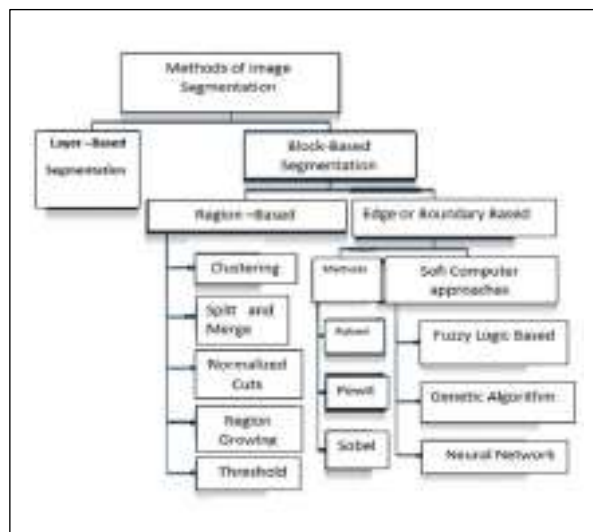 Methods of Image
Segmentation
Layer -Based
Segmentation
Block-Based
Segmentation
Region -Based
Edge or Boundary Based
Clustering
Split and
Merge
Normalized
Cuts
Region
Growing
Threshold
Methods
Sobel
Soft Computer
approaches
Fuzzy Logic Based
Genetic Algorithm
Neural Network